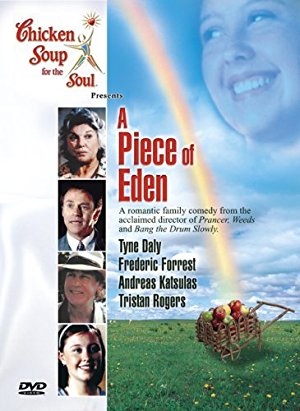 Chicken
Soup
for the
Soul
Presents
A
Piece of
Eden
A romantic family comedy from the
acclaimed director of Prancer, Weeds
and Bang the Drum Slowly.
Tyne Daly
Frederic Forrest
Andreas Katsulas
Tristan Rogers
DVD
VIDEO